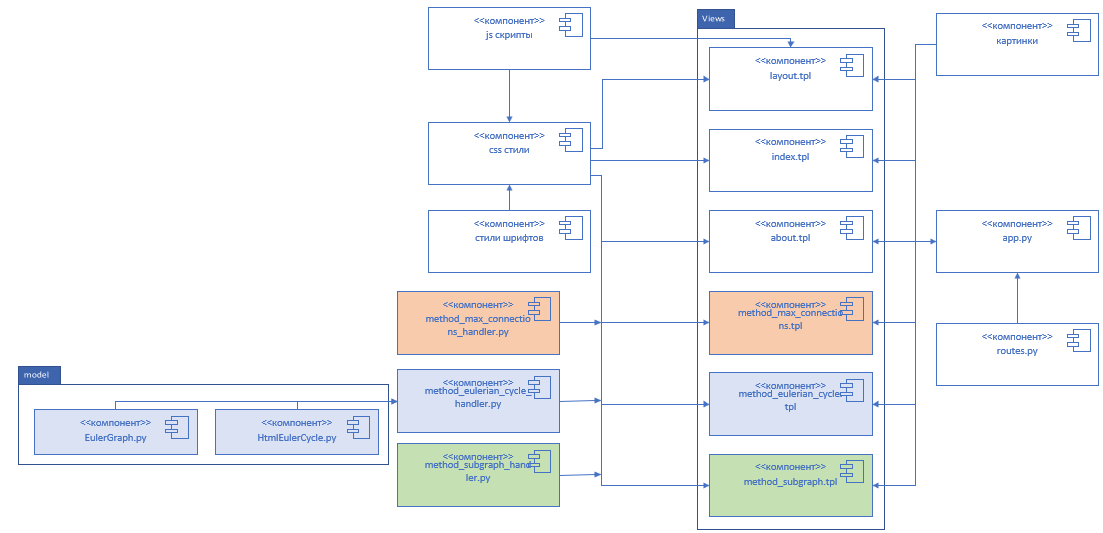 <<компонент>>
js скрипты
Views
<<компонент>>
картинки
<<компонент>>
layout.tpl
<<компонент>>
css стили
<<компонент>>
index.tpl
<<компонент>>
стили шрифтов
<<компонент>>
about.tpl
<<компонент>>
app.py
<<компонент>>
method_max_connectio
ns_handler.py
<<компонент>>
method_max_connectio
ns.tpl
<<компонент>>
routes.py
model
<<компонент>>
EulerGraph.py
<<компонент>>
HtmlEulerCycle.py
<<компонент>>
method_eulerian_cycle_
handler.py
<<компонент>>
method_eulerian_cycle.
tpl
<<компонент>>
method_subgraph_hand
ler.py
<<компонент>>
method_subgraph.tpl